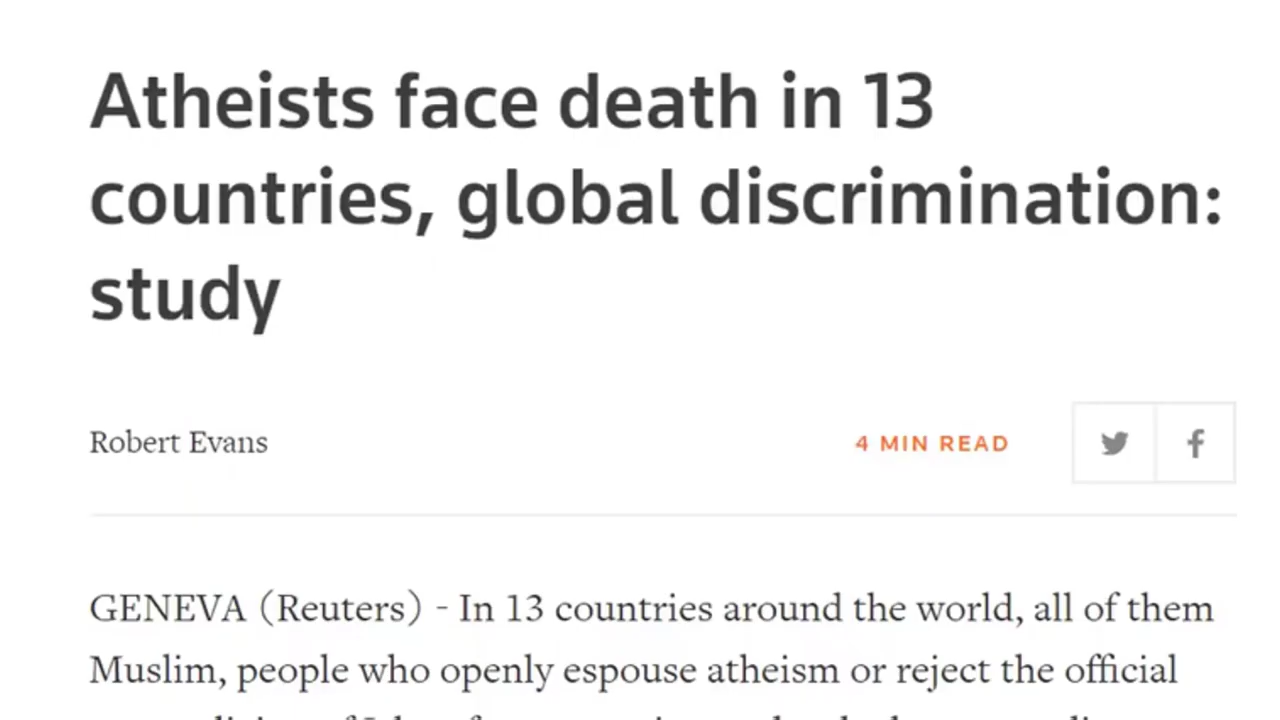 Atheists face death in 13
countries, global discrimination:
study
Robert Evans
4 MIN READ
GENEVA (Reuters) - In 13 countries around the world, all of them
Muslim, people who openly espouse atheism or reject the official